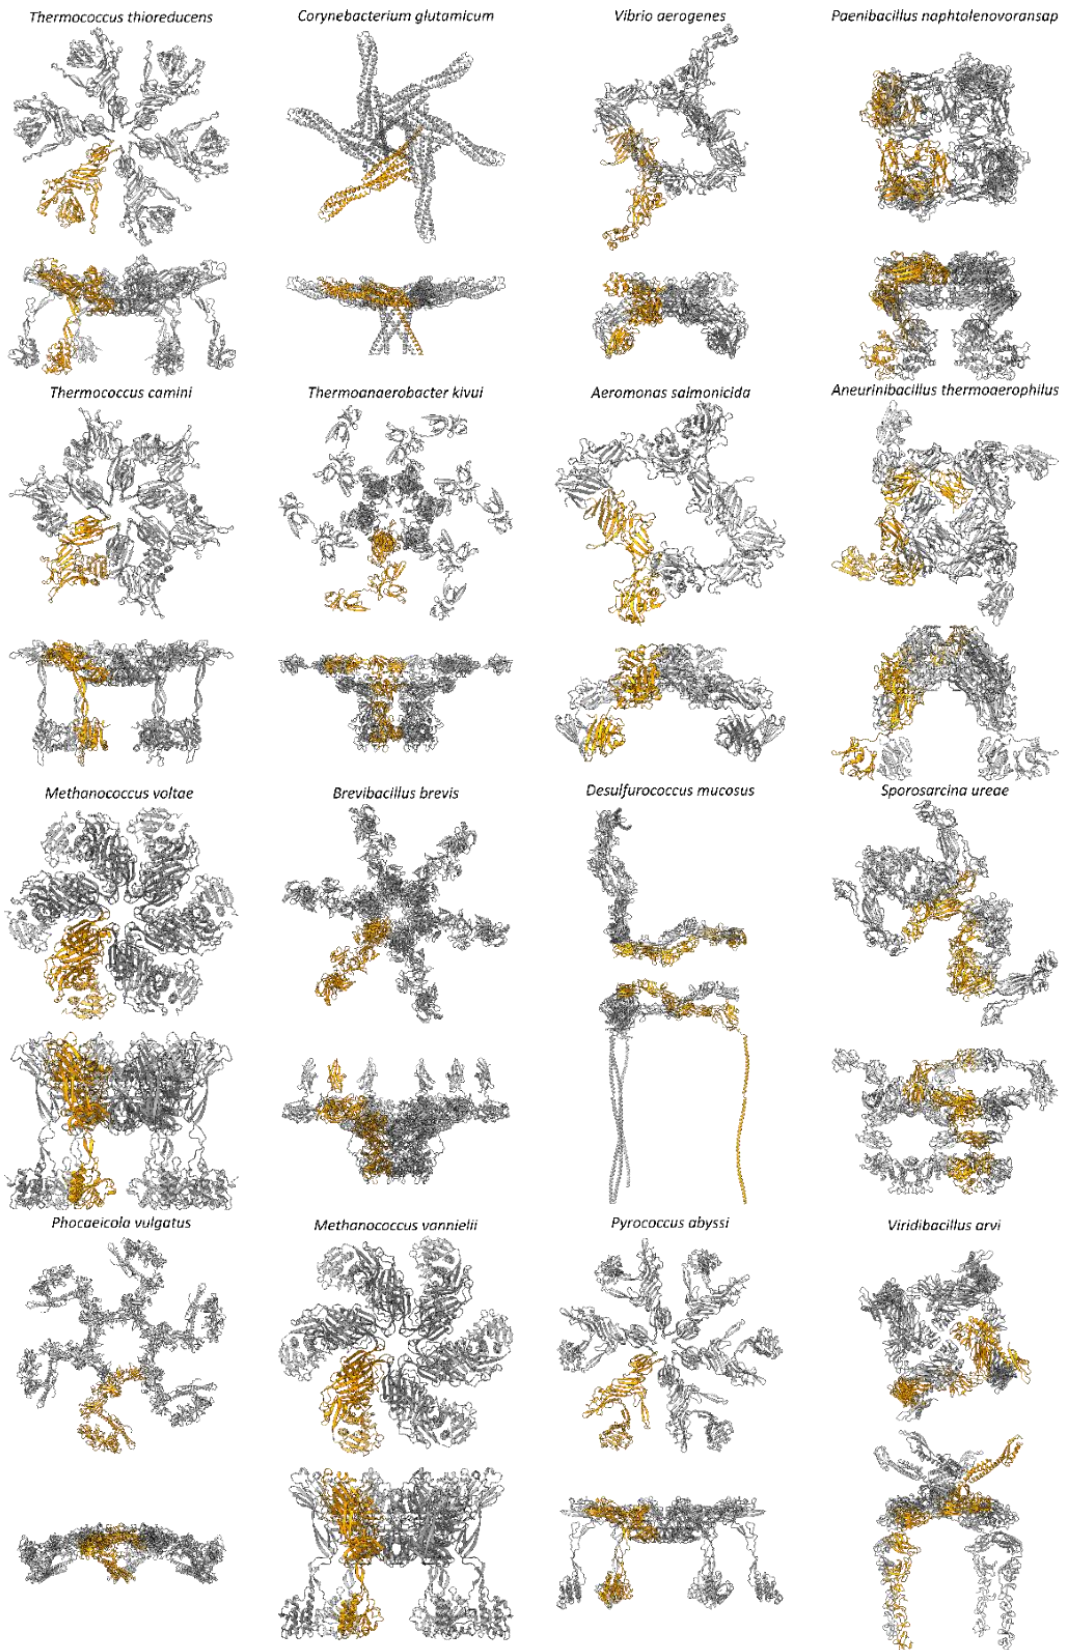 Thermococcus thioreducens
Corynebacterium glutamicum
Vibrio aerogenes
Paenibacillus naphtolenovoransap
Thermococcus camini
Thermoanaerobacter kivui
Aeromonas salmonicida
Aneurinibacillus thermoaerophilus
Methanococcus voltae
Brevibacillus brevis
Desulfurococcus mucosus
Sporosarcina ureae
Phocaeicola vulgatus
Methanococcus vannielii
Pyrococcus abyssi
Viridibacillus arvi